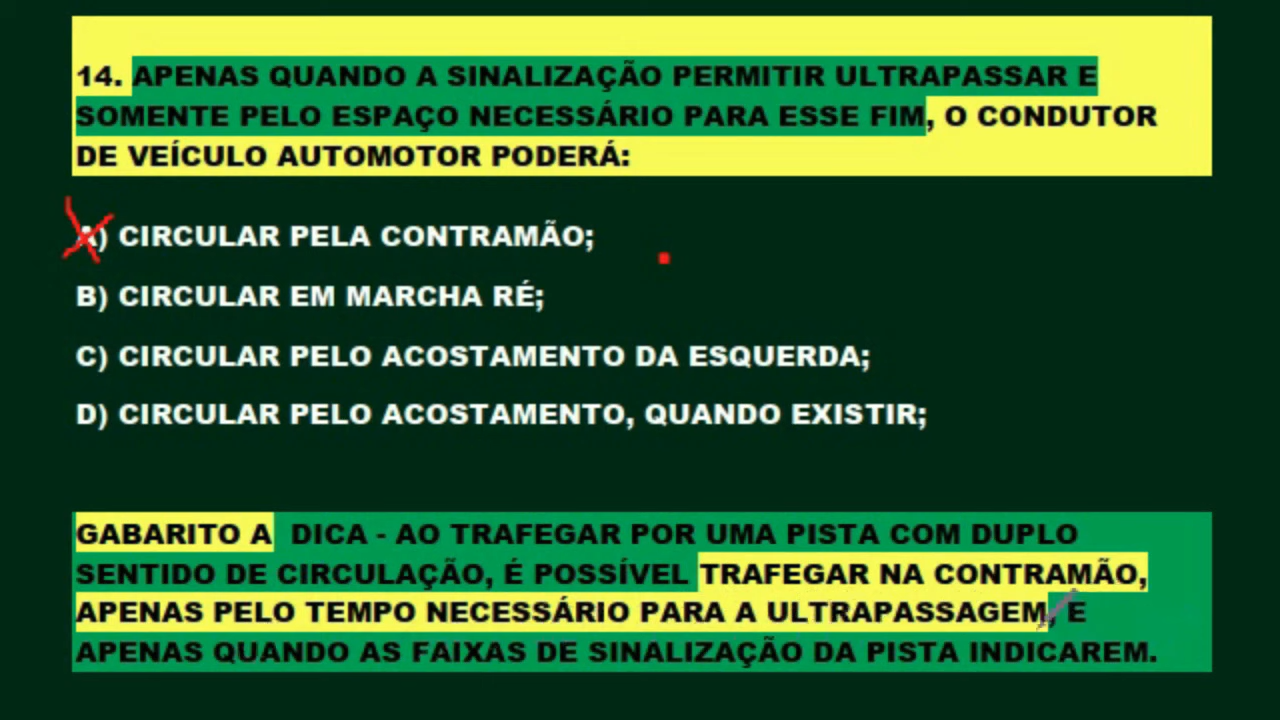 14. APENAS QUANDO A SINALIZAÇÃO PERMITIR ULTRAPASSAR E
SOMENTE PELO ESPAÇO NECESSÁRIO PARA ESSE FIM, O CONDUTOR
DE VEÍCULO AUTOMOTOR PODERÁ:
A) CIRCULAR PELA CONTRAMÃO;
B) CIRCULAR EM MARCHA RÉ;
C) CIRCULAR PELO ACOSTAMENTO DA ESQUERDA;
D) CIRCULAR PELO ACOSTAMENTO, QUANDO EXISTIR;
GABARITO A DICA - AO TRAFEGAR POR UMA PISTA COM DUPLO
SENTIDO DE CIRCULAÇÃO, É POSSÍVEL TRAFEGAR NA CONTRAMÃO,
APENAS PELO TEMPO NECESSÁRIO PARA A ULTRAPASSAGEM, E
APENAS QUANDO AS FAIXAS DE SINALIZAÇÃO DA PISTA INDICAREM.